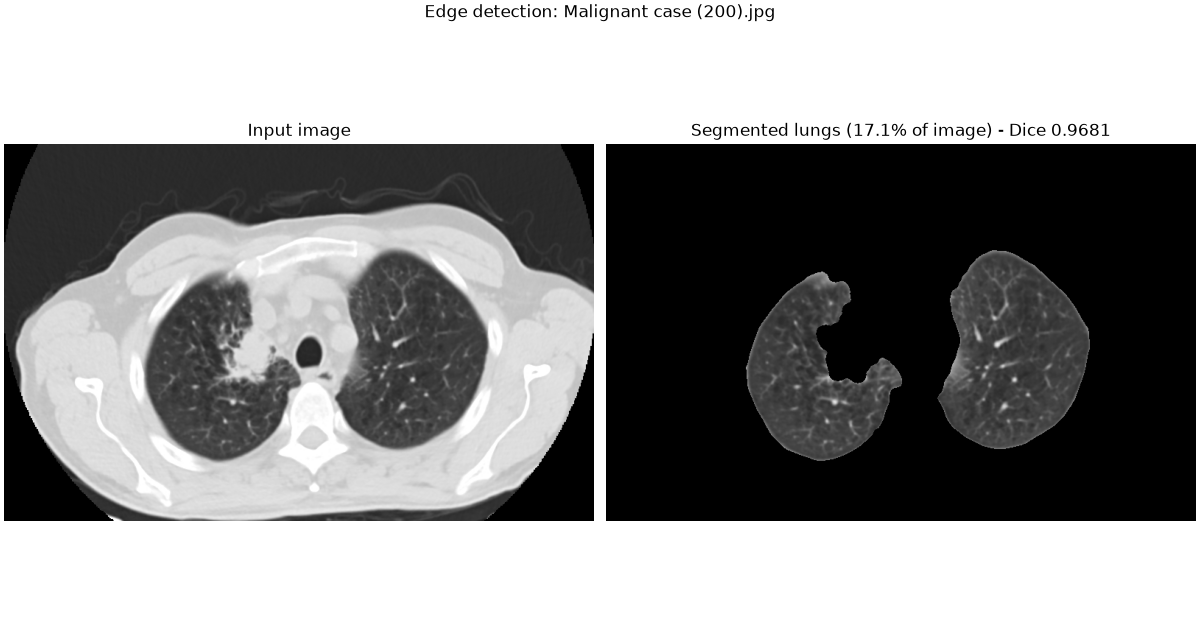 Edge detection: Malignant case (200).jpg
Input image
Segmented lungs (17.1% of image) - Dice 0.9681